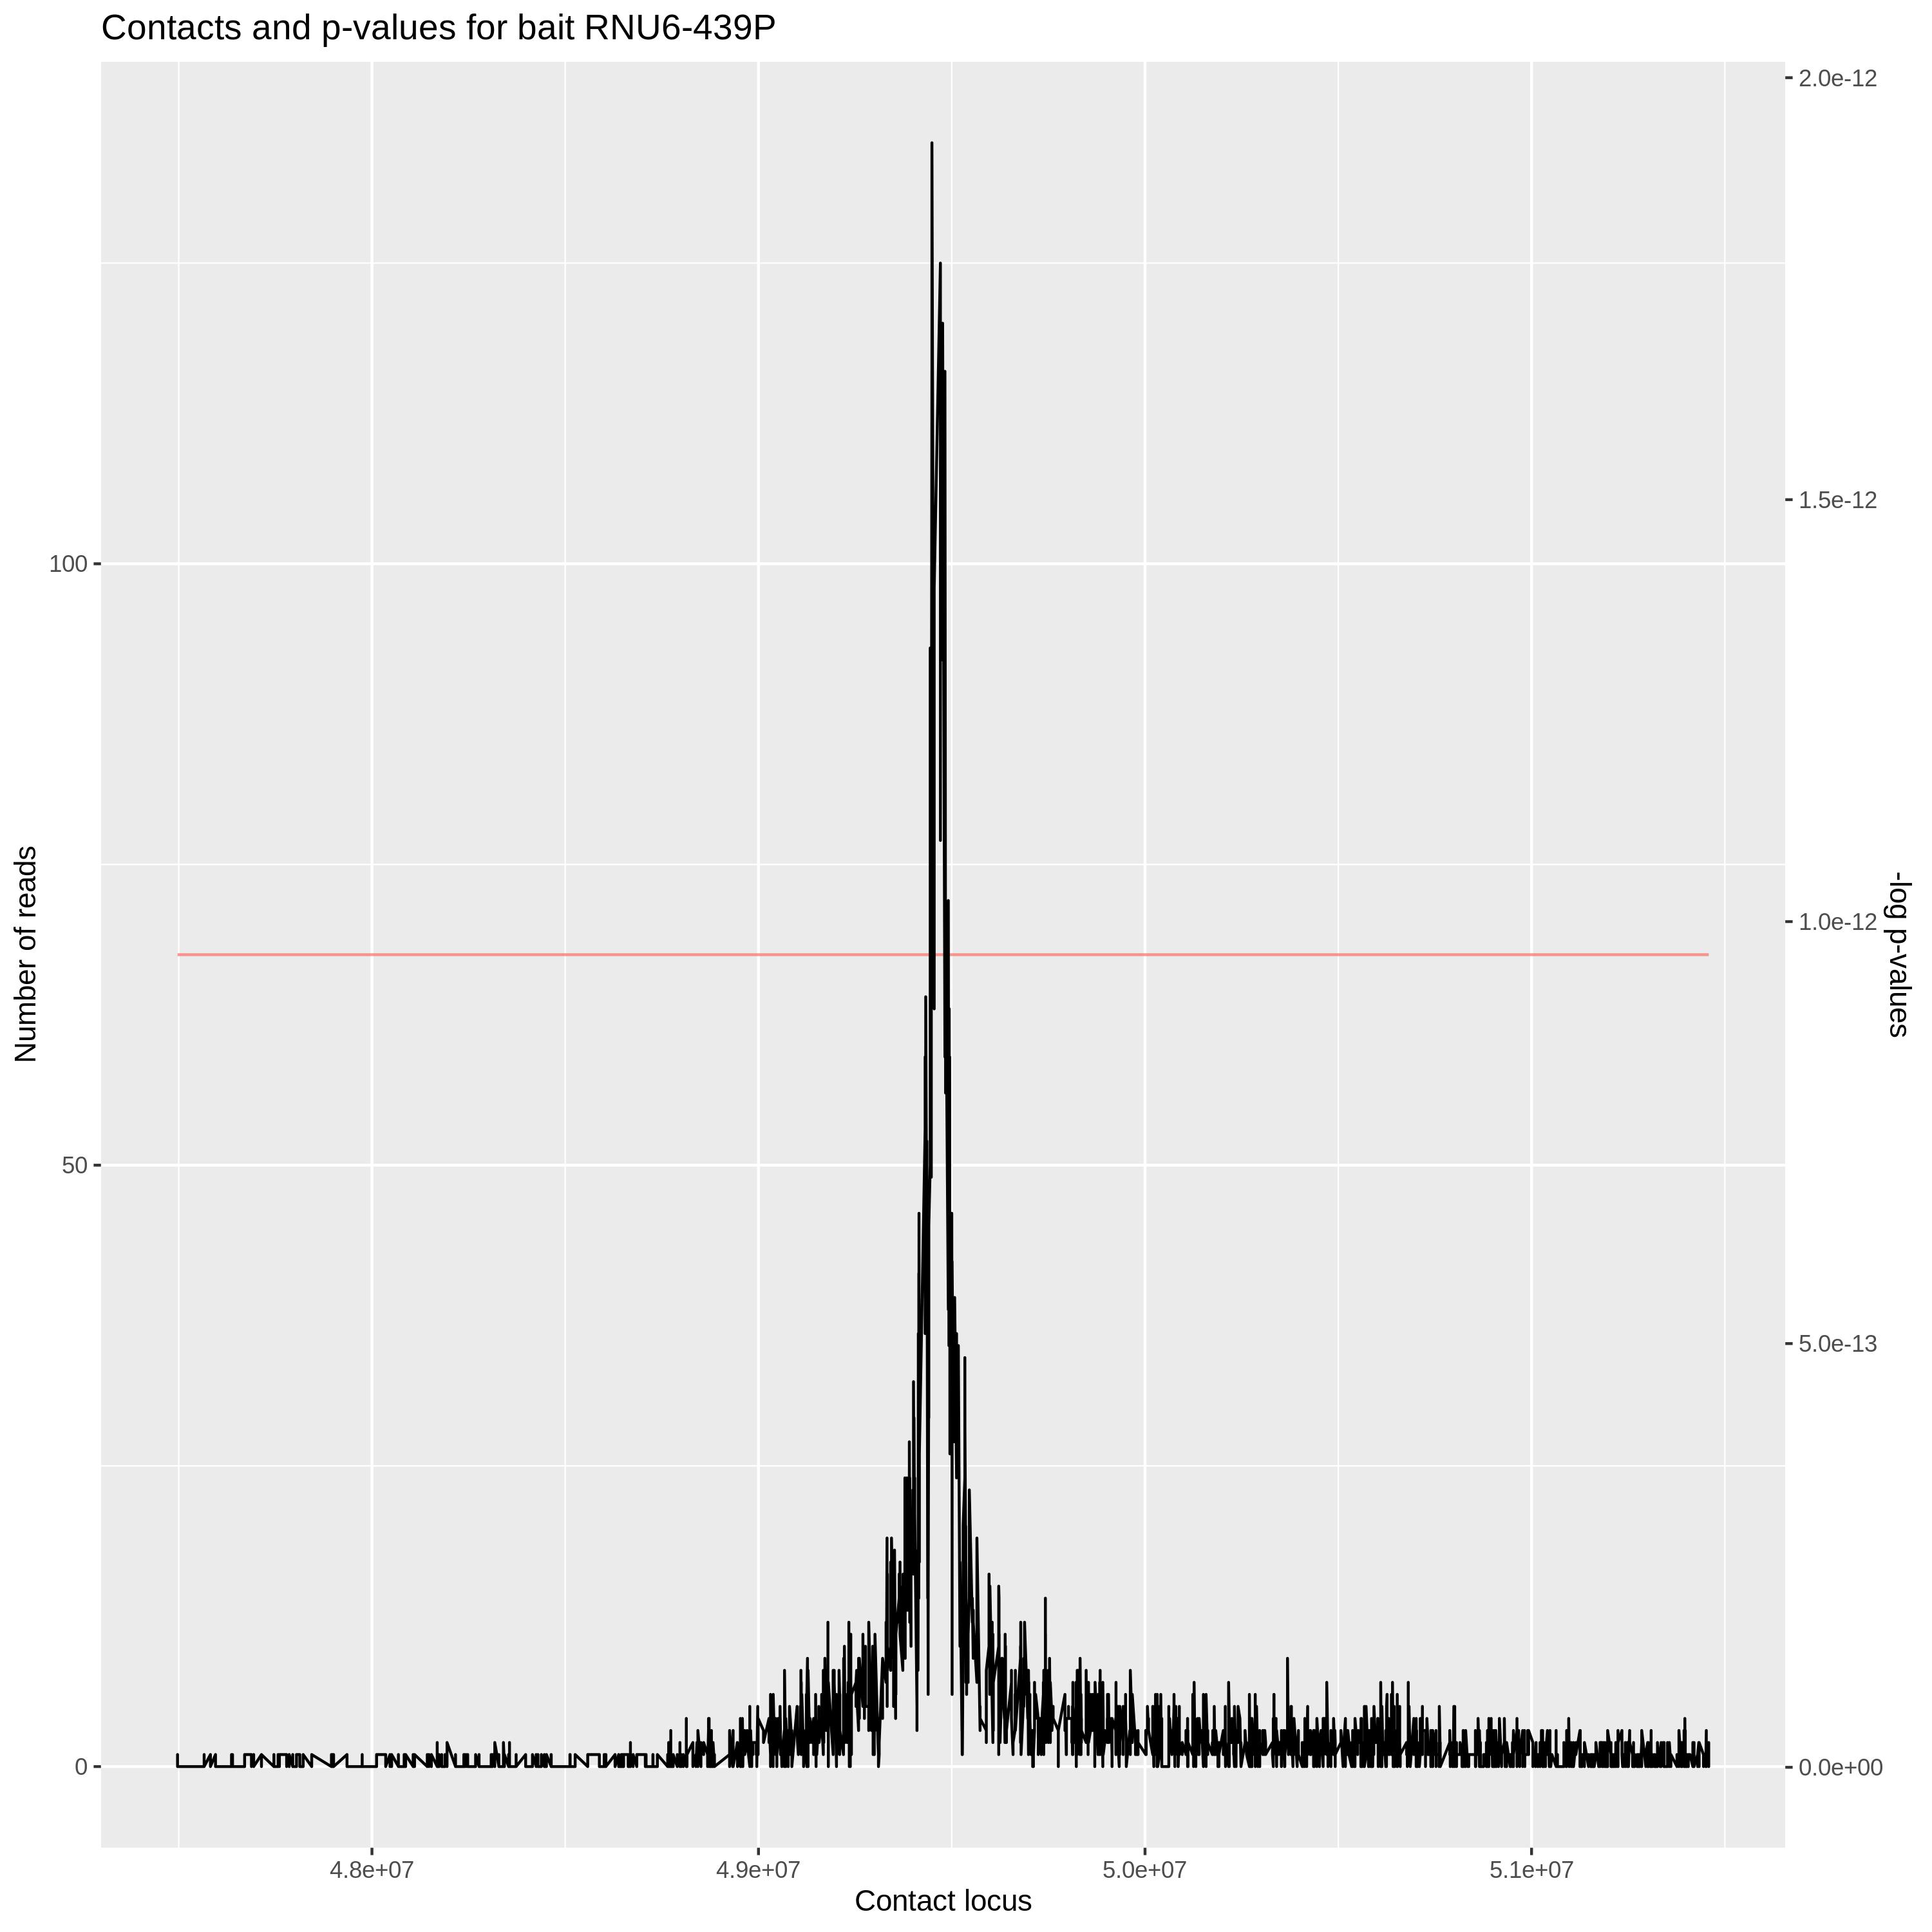 Contacts and p-values for bait RNU6-439P
2.0e-12
1.5e-12
100
1.0e-12
Number of reads
-log p-values
50
5.0e-13
0
0.0e+00
4.8e+07
4.9e+07
5.0e+07
5.1e+07
Contact locus